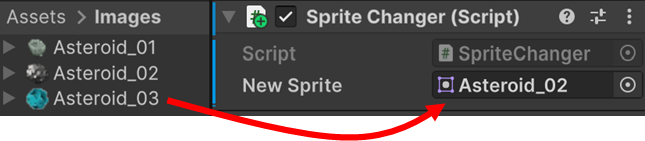 Assets > Images
Asteroid_01
Asteroid_02
Asteroid_03
Sprite Changer (Script)
Script
SpriteChanger
New Sprite
Asteroid_02